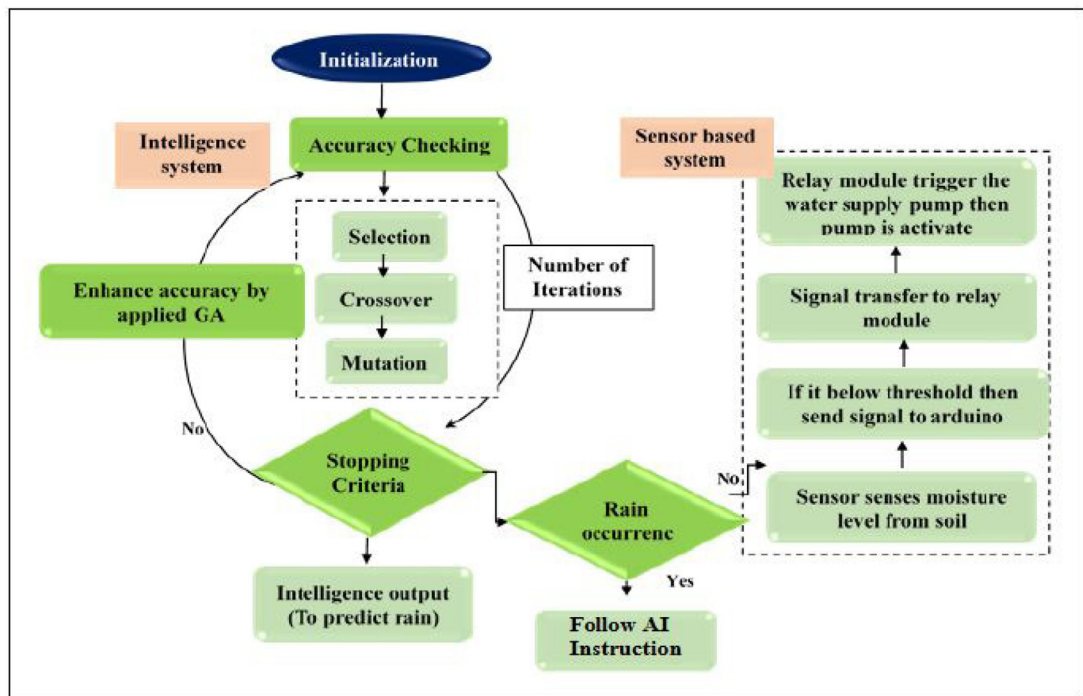 Initialization
Intelligence
system
Accuracy Checking
Selection
Crossover
Mutation
Number of
Iterations
Enhance accuracy by
applied GA
No
Stopping
Criteria
Intelligence output
(To predict rain)
Rain
occurrenc
Yes
Follow AI
Instruction
No
Sensor based
system
Relay module trigger the
water supply pump then
pump is activate
Signal transfer to relay
module
If it below threshold then
send signal to arduino
Sensor senses moisture
level from soil